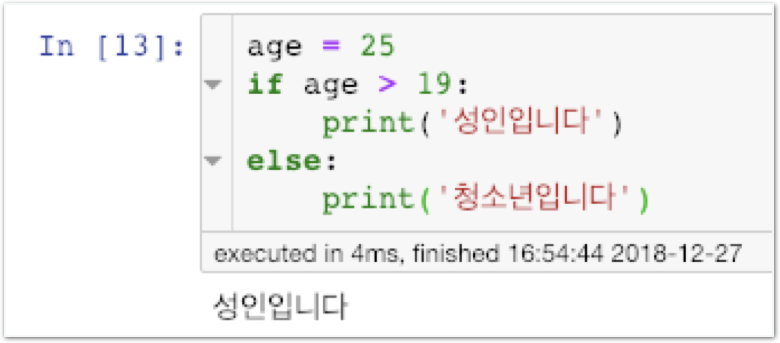 In [13]: age = 25
if age > 19:
    print('성인입니다')
else:
    print('청소년입니다')
executed in 4ms, finished 16:54:44 2018-12-27
성인입니다